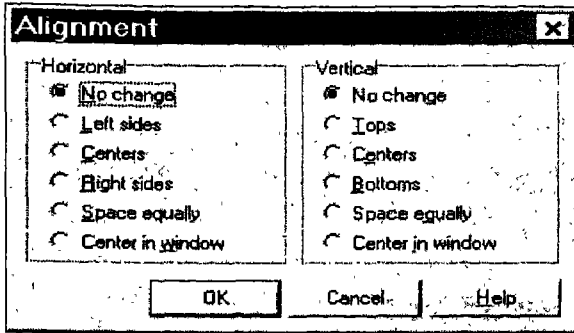 Alignment
Horizontal
No change
Left sides
Centers
Right sides
Space equally
Center in window
Vertical
No change
Tops
Centers
Bottoms
Space equally
Center in window
OK
Cancel
Help